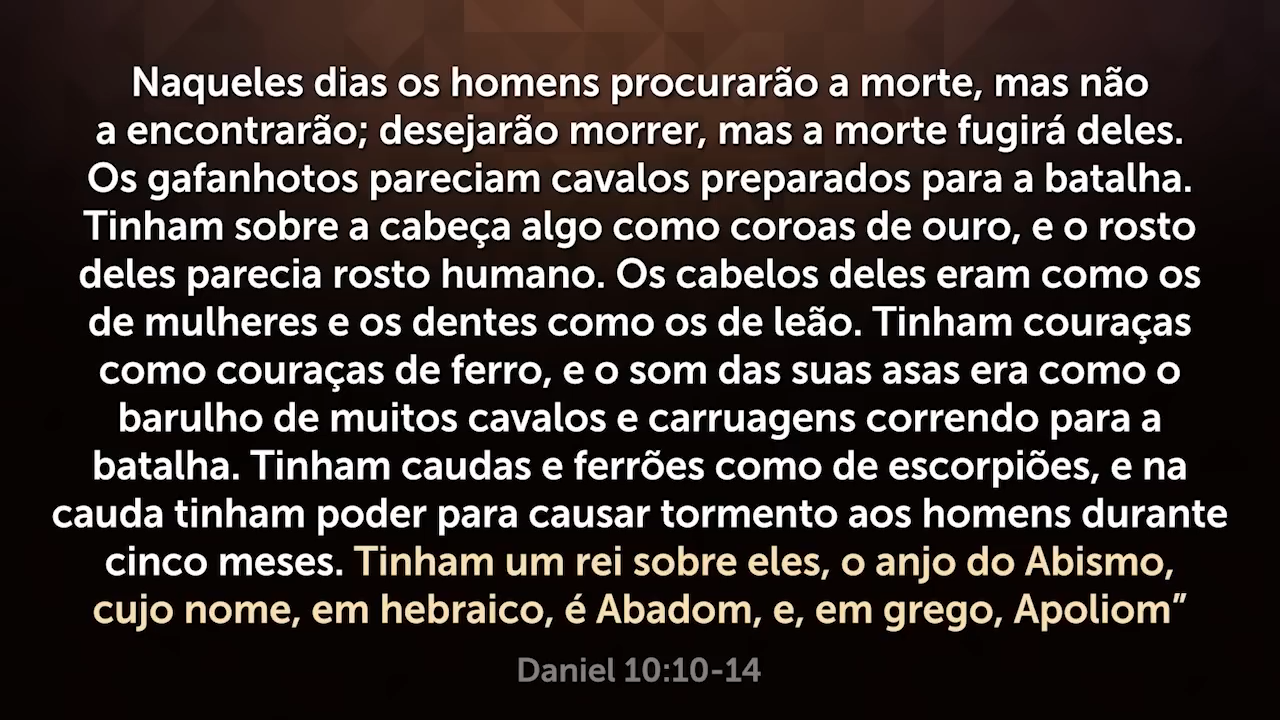 Naqueles dias os homens procurarão a morte, mas não
a encontrarão; desejarão morrer, mas a morte fugirá deles.
Os gafanhotos pareciam cavalos preparados para a batalha.
Tinham sobre a cabeça algo como coroas de ouro, e o rosto
deles parecia rosto humano. Os cabelos deles eram como os
de mulheres e os dentes como os de leão. Tinham couraças
como couraças de ferro, e o som das suas asas era como o
barulho de muitos cavalos e carruagens correndo para a
batalha. Tinham caudas e ferrões como de escorpiões, e na
cauda tinham poder para causar tormento aos homens durante
cinco meses. Tinham um rei sobre eles, o anjo do Abismo,
cujo nome, em hebraico, é Abadom, e, em grego, Apoliom”
Daniel 10:10-14